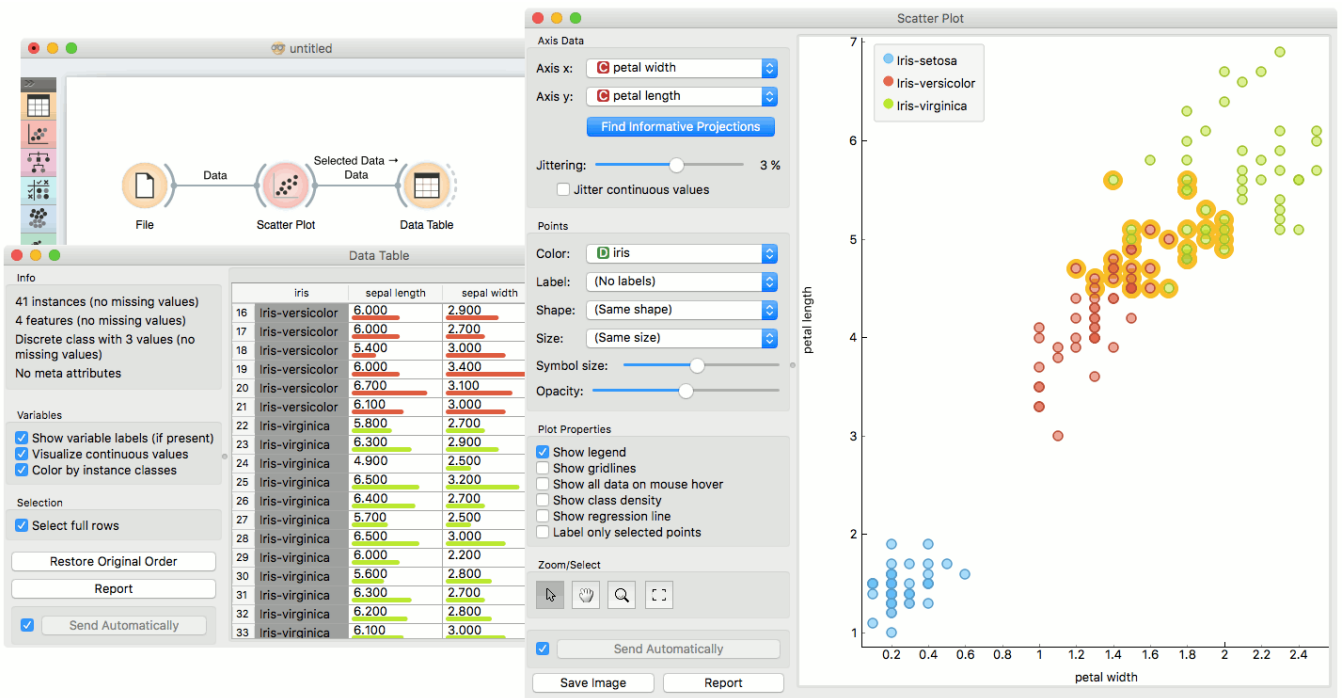 untitled
Data
Selected Data → Data
File
Scatter Plot
Data Table
Data Table
Info
41 instances (no missing values)
4 features (no missing values)
Discrete class with 3 values (no
missing values)
No meta attributes
Variables
Show variable labels (if present)
Visualize continuous values
Color by instance classes
Selection
Select full rows
Restore Original Order
Report
Send Automatically
iris sepal length sepal width
16 Iris-versicolor 6.000 2.900
17 Iris-versicolor 6.000 2.700
18 Iris-versicolor 5.400 3.000
19 Iris-versicolor 6.000 3.400
20 Iris-versicolor 6.700 3.100
21 Iris-versicolor 6.100 3.000
22 Iris-virginica 5.800 2.700
23 Iris-virginica 6.300 2.900
24 Iris-virginica 4.900 2.500
25 Iris-virginica 6.500 3.200
26 Iris-virginica 6.400 2.700
27 Iris-virginica 5.700 2.500
28 Iris-virginica 6.500 3.000
29 Iris-virginica 6.000 2.200
30 Iris-virginica 5.600 2.800
31 Iris-virginica 6.300 2.700
32 Iris-virginica 6.200 2.800
33 Iris-virginica 6.100 3.000
Scatter Plot
Axis Data
Axis x: C petal width
Axis y: C petal length
Find Informative Projections
Jittering: 3 %
Jitter continuous values
Points
Color: D iris
Label: (No labels)
Shape: (Same shape)
Size: (Same size)
Symbol size:
Opacity:
Plot Properties
Show legend
Show gridlines
Show all data on mouse hover
Show class density
Show regression line
Label only selected points
Zoom/Select
Send Automatically
Save Image
Report
Iris-setosa
Iris-versicolor
Iris-virginica
petal length
7
6
5
4
3
2
1
0.2 0.4 0.6 0.8 1 1.2 1.4 1.6 1.8 2 2.2 2.4
petal width